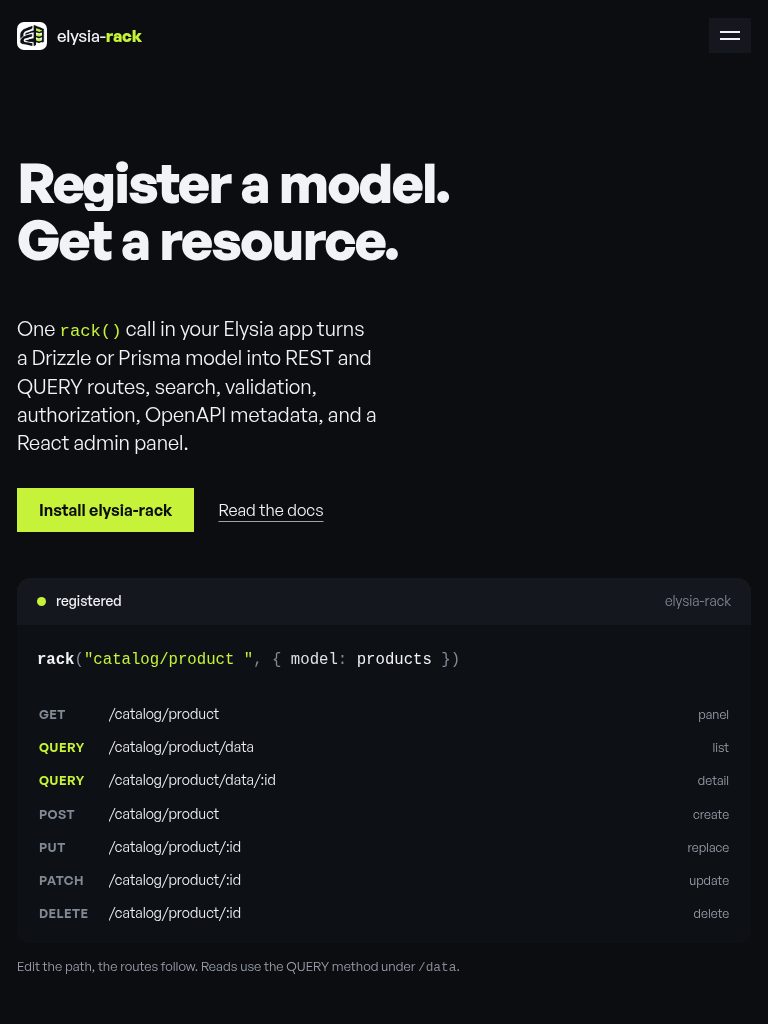 elysia-rack
Register a model.
Get a resource.
One rack() call in your Elysia app turns
a Drizzle or Prisma model into REST and
QUERY routes, search, validation,
authorization, OpenAPI metadata, and a
React admin panel.
Install elysia-rack Read the docs
registered elysia-rack
rack("catalog/product ", { model: products })
GET /catalog/product panel
QUERY /catalog/product/data list
QUERY /catalog/product/data/:id detail
POST /catalog/product create
PUT /catalog/product/:id replace
PATCH /catalog/product/:id update
DELETE /catalog/product/:id delete
Edit the path, the routes follow. Reads use the QUERY method under /data.